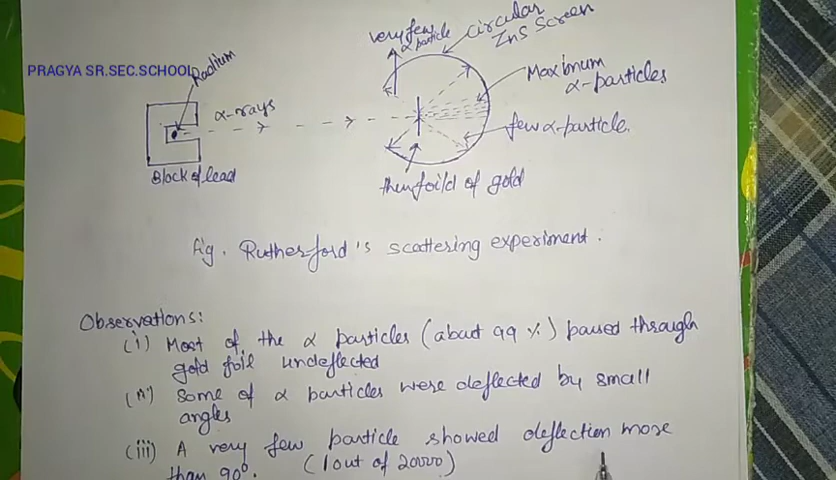 very few
α particle
circular
ZnS Screen
PRAGYA SR.SEC.SCHOOL
Radium
Maximum
α-particles
α-rays
few α-particle.
Block of lead
then foild of gold
fig. Rutherford's scattering experiment.
Observations:
(i) Most of the α particles (about 99%) passed through
gold foil undeflected
(ii) Some of α particles were deflected by small
angles
(iii) A very few particle showed deflection more
than 90°. (1 out of 20000)